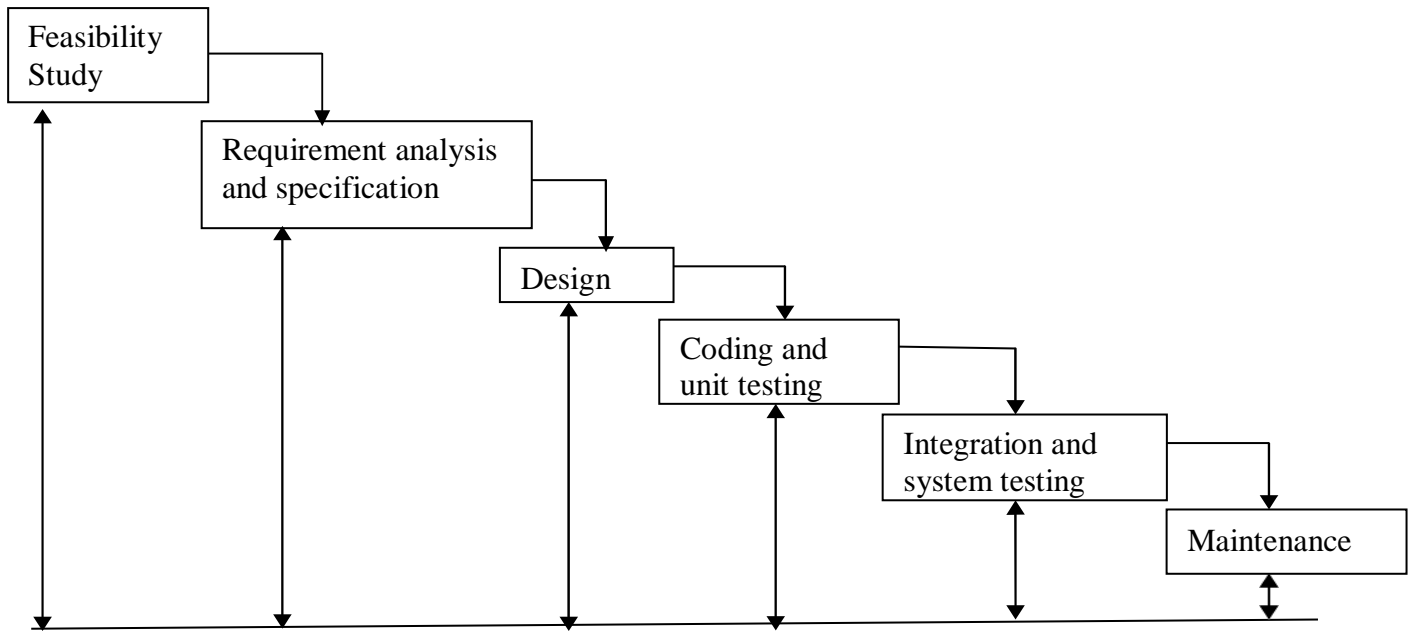 Feasibility
Study
Requirement analysis
and specification
Design
Coding and
unit testing
Integration and
system testing
Maintenance